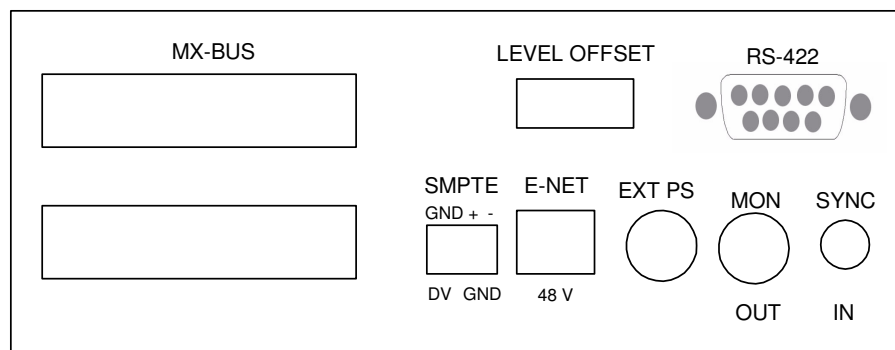 MX-BUS
LEVEL OFFSET
RS-422
SMPTE
GND + -
DV GND
E-NET
48 V
EXT PS
MON
OUT
SYNC
IN